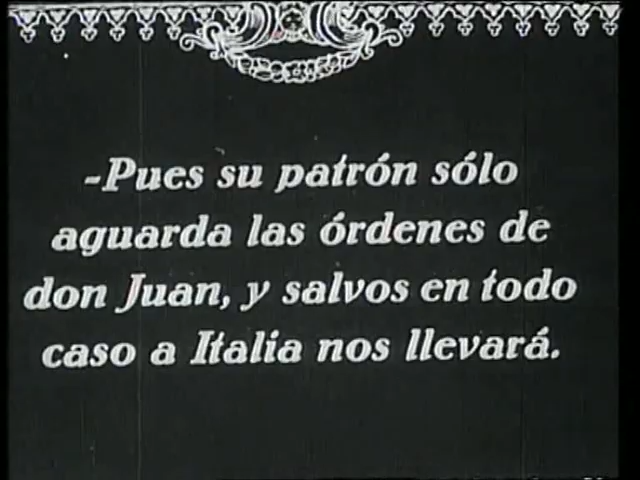 -Pues su patrón sólo
aguarda las órdenes de
don Juan, y salvos en todo
caso a Italia nos llevará.